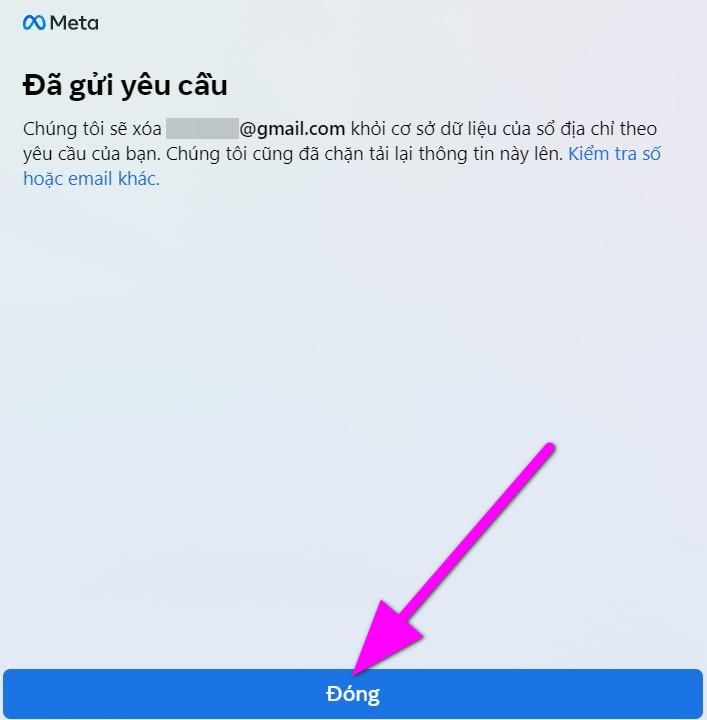 Meta
Đã gửi yêu cầu
Chúng tôi sẽ xóa @gmail.com khỏi cơ sở dữ liệu của sổ địa chỉ theo
yêu cầu của bạn. Chúng tôi cũng đã chặn tải lại thông tin này lên. Kiểm tra số
hoặc email khác.
Đóng